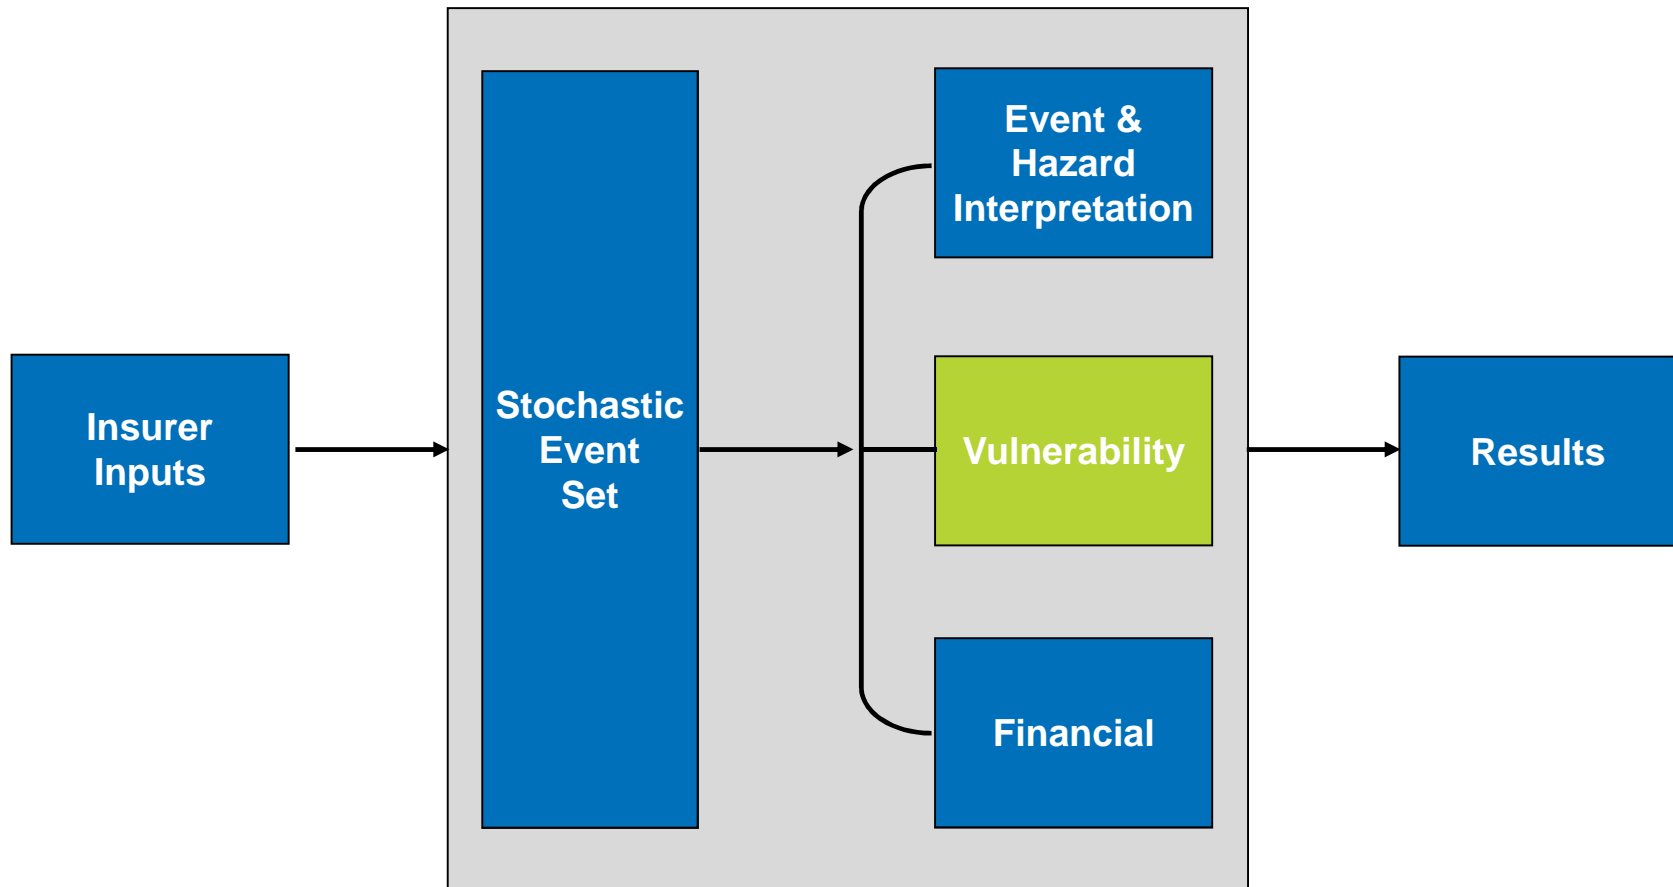 Insurer
Inputs
Stochastic
Event
Set
Event &
Hazard
Interpretation
Vulnerability
Financial
Results